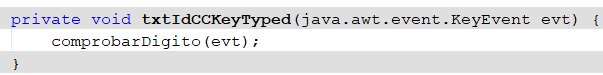 private void txtIdCCKeyTyped(java.awt.event.KeyEvent evt) {
    comprobarDigito(evt);
}